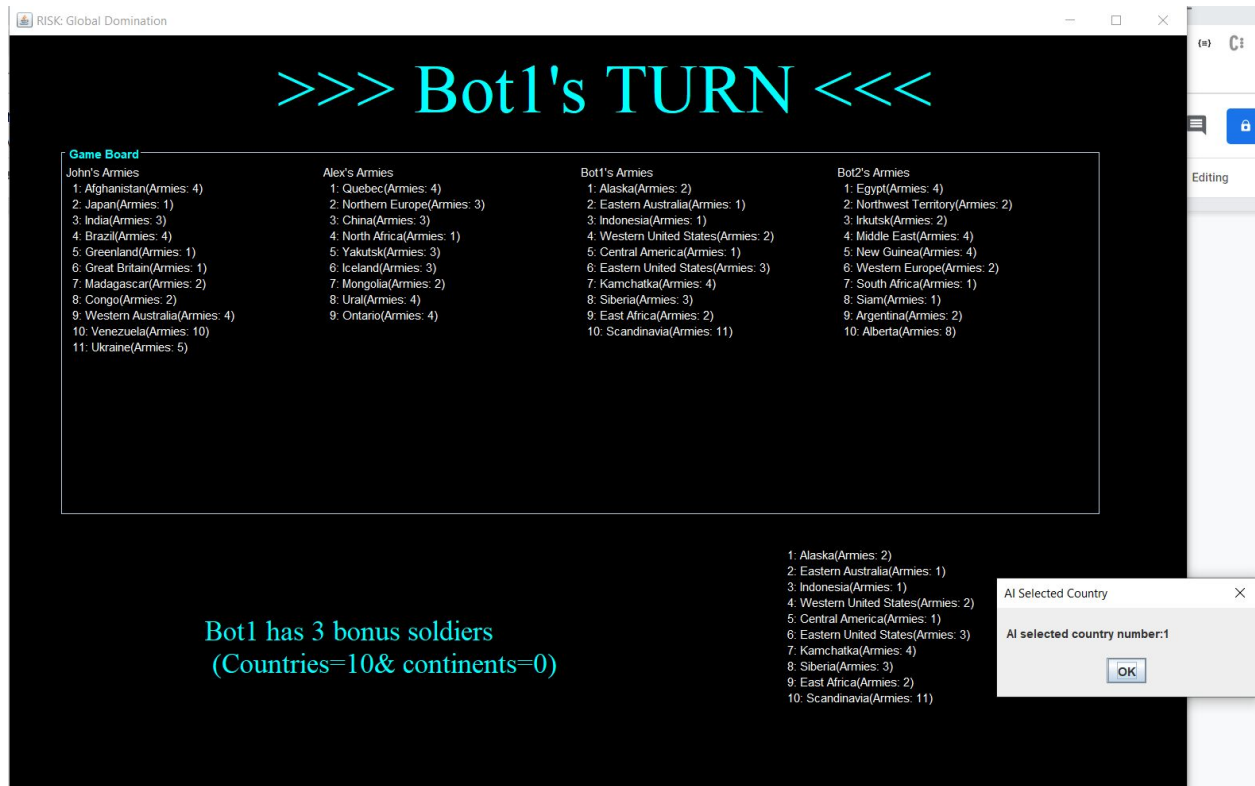 RISK: Global Domination
>>> Bot1's TURN <<<
Editing
Game Board
John's Armies
1: Afghanistan(Armies: 4)
2: Japan(Armies: 1)
3: India(Armies: 3)
4: Brazil(Armies: 4)
5: Greenland(Armies: 1)
6: Great Britain(Armies: 1)
7: Madagascar(Armies: 2)
8: Congo(Armies: 2)
9: Western Australia(Armies: 4)
10: Venezuela(Armies: 10)
11: Ukraine(Armies: 5)
Alex's Armies
1: Quebec(Armies: 4)
2: Northern Europe(Armies: 3)
3: China(Armies: 3)
4: North Africa(Armies: 1)
5: Yakutsk(Armies: 3)
6: Iceland(Armies: 3)
7: Mongolia(Armies: 2)
8: Ural(Armies: 4)
9: Ontario(Armies: 4)
Bot1's Armies
1: Alaska(Armies: 2)
2: Eastern Australia(Armies: 1)
3: Indonesia(Armies: 1)
4: Western United States(Armies: 2)
5: Central America(Armies: 1)
6: Eastern United States(Armies: 3)
7: Kamchatka(Armies: 4)
8: Siberia(Armies: 3)
9: East Africa(Armies: 2)
10: Scandinavia(Armies: 11)
Bot2's Armies
1: Egypt(Armies: 4)
2: Northwest Territory(Armies: 2)
3: Irkutsk(Armies: 2)
4: Middle East(Armies: 4)
5: New Guinea(Armies: 4)
6: Western Europe(Armies: 2)
7: South Africa(Armies: 1)
8: Siam(Armies: 1)
9: Argentina(Armies: 2)
10: Alberta(Armies: 8)
Bot1 has 3 bonus soldiers
(Countries=10& continents=0)
1: Alaska(Armies: 2)
2: Eastern Australia(Armies: 1)
3: Indonesia(Armies: 1)
4: Western United States(Armies: 2)
5: Central America(Armies: 1)
6: Eastern United States(Armies: 3)
7: Kamchatka(Armies: 4)
8: Siberia(Armies: 3)
9: East Africa(Armies: 2)
10: Scandinavia(Armies: 11)
AI Selected Country
AI selected country number:1
OK